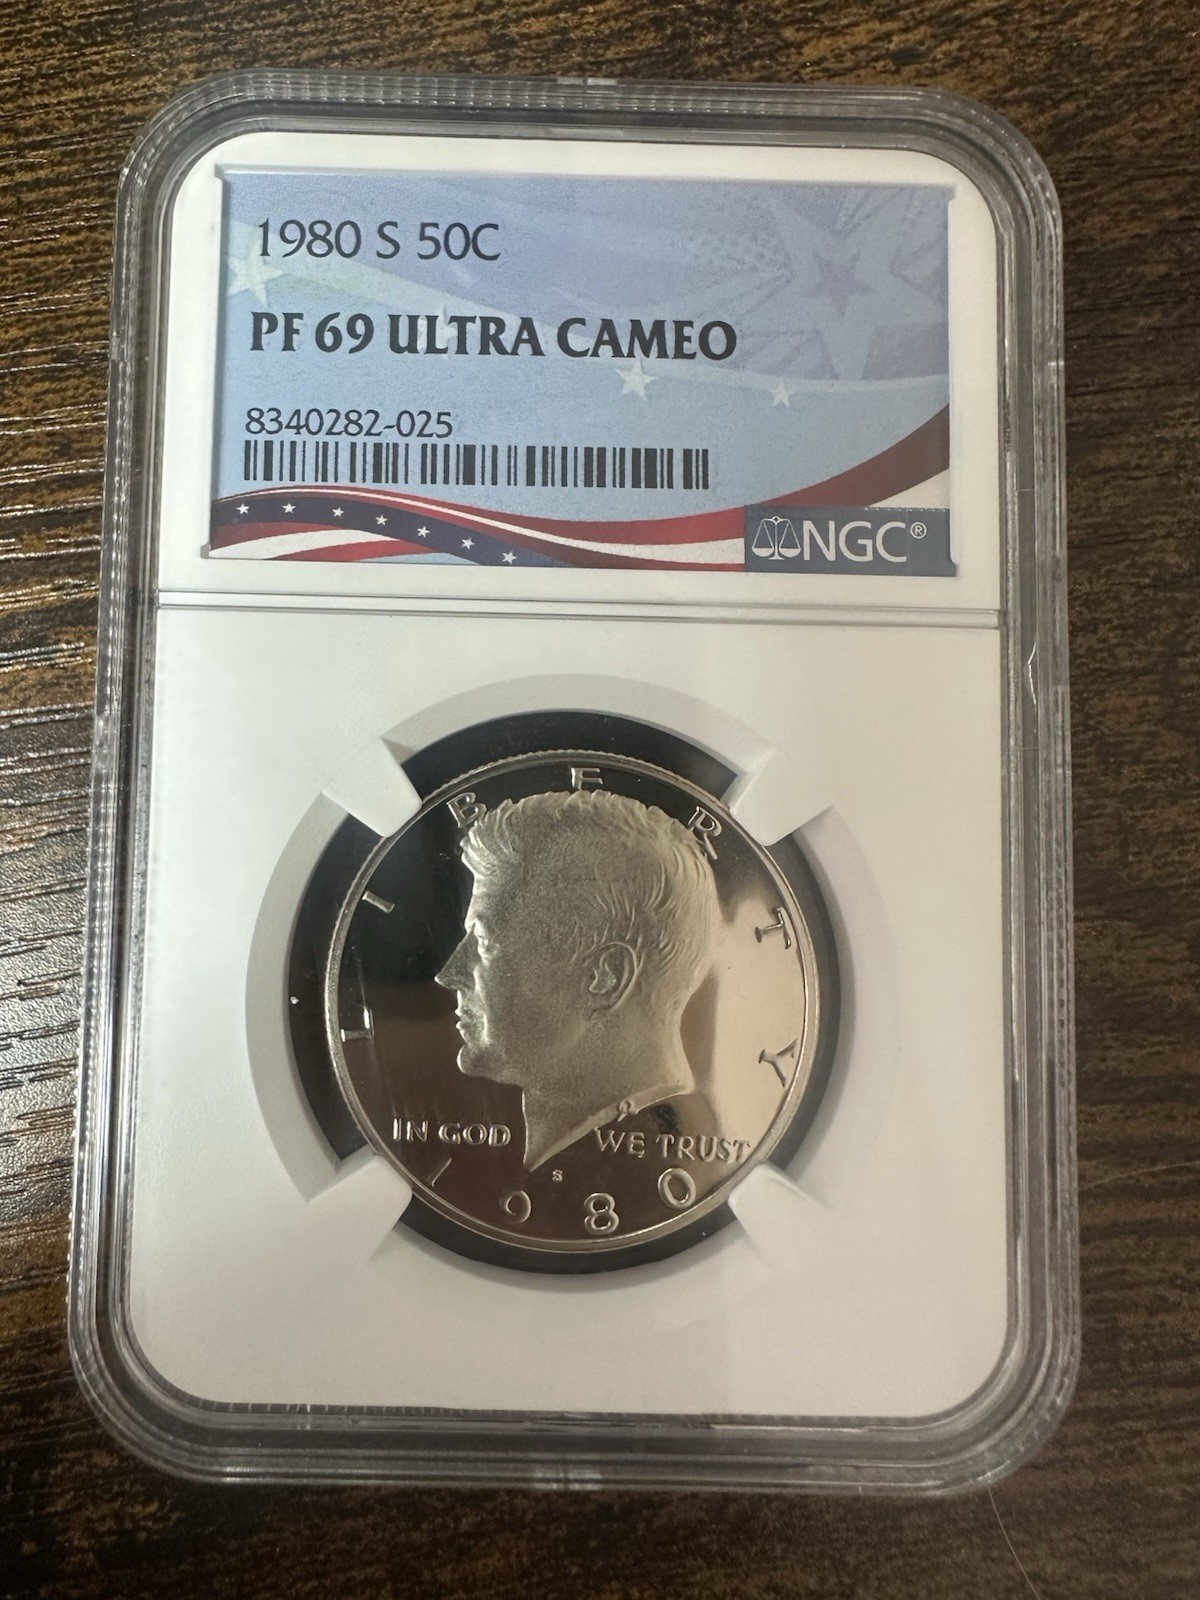 1980 S 50C
PF 69 ULTRA CAMEO
8340282-025
NGC®
LIBERTY
IN GOD WE TRUST
S
1980